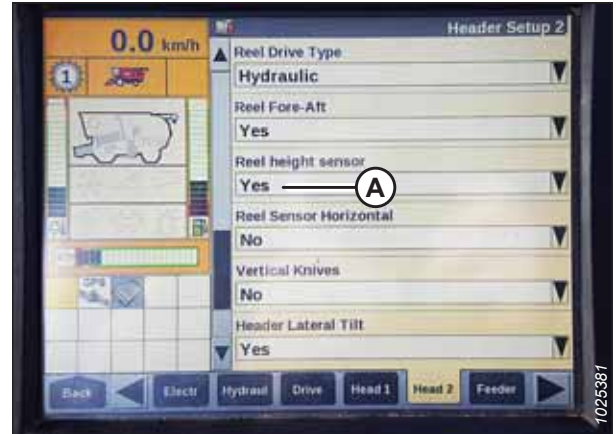 0.0 km/h
1
Header Setup 2
Reel Drive Type
Hydraulic
Reel Fore-Aft
Yes
Reel height sensor
Yes
A
Reel Sensor Horizontal
No
Vertical Knives
No
Header Lateral Tilt
Yes
Back
Electr
Hydraul
Drive
Head 1
Head 2
Feeder
1025381